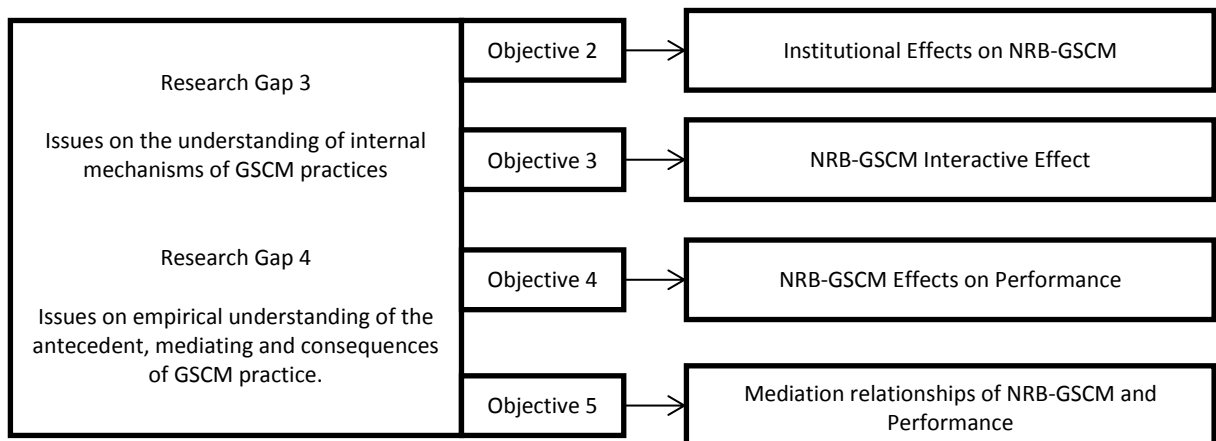 Research Gap 3
Issues on the understanding of internal
mechanisms of GSCM practices
Research Gap 4
Issues on empirical understanding of the
antecedent, mediating and consequences
of GSCM practice.
Objective 2
Institutional Effects on NRB-GSCM
Objective 3
NRB-GSCM Interactive Effect
Objective 4
NRB-GSCM Effects on Performance
Objective 5
Mediation relationships of NRB-GSCM and
Performance